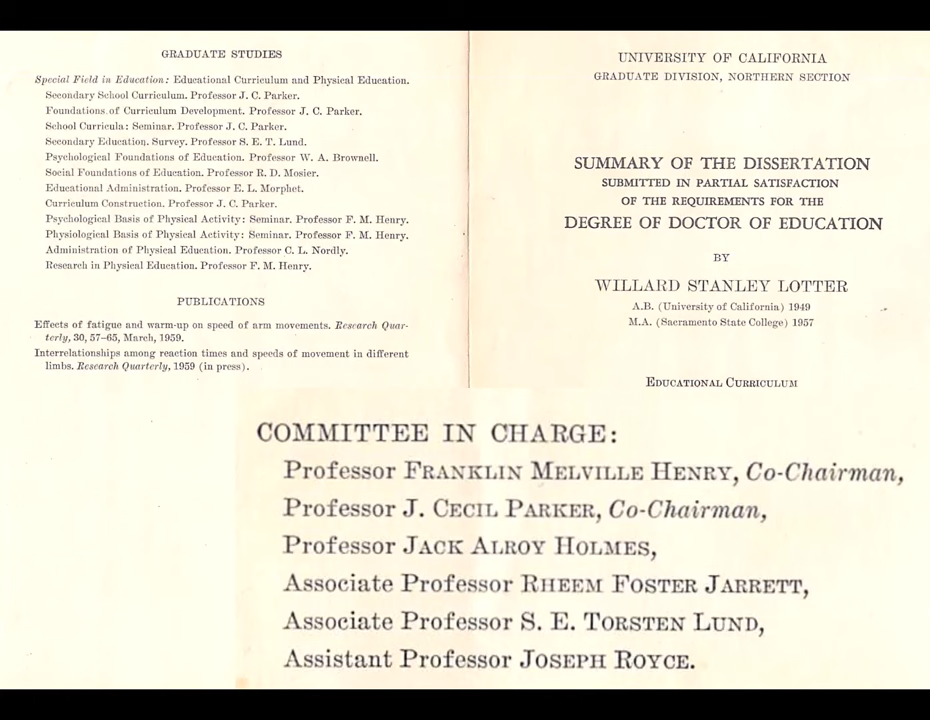 GRADUATE STUDIES
Special Field in Education: Educational Curriculum and Physical Education.
Secondary School Curriculum. Professor J. C. Parker.
Foundations of Curriculum Development. Professor J. C. Parker.
School Curricula: Seminar. Professor J. C. Parker.
Secondary Education. Survey. Professor S. E. T. Lund.
Psychological Foundations of Education. Professor W. A. Brownell.
Social Foundations of Education. Professor R. D. Mosier.
Educational Administration. Professor E. L. Morphet.
Curriculum Construction. Professor J. C. Parker.
Psychological Basis of Physical Activity: Seminar. Professor F. M. Henry.
Physiological Basis of Physical Activity: Seminar. Professor F. M. Henry.
Administration of Physical Education. Professor C. L. Nordly.
Research in Physical Education. Professor F. M. Henry.
PUBLICATIONS
Effects of fatigue and warm-up on speed of arm movements. Research Quar-
terly, 30, 57–65, March, 1959.
Interrelationships among reaction times and speeds of movement in different
limbs. Research Quarterly, 1959 (in press).
UNIVERSITY OF CALIFORNIA
GRADUATE DIVISION, NORTHERN SECTION
SUMMARY OF THE DISSERTATION
SUBMITTED IN PARTIAL SATISFACTION
OF THE REQUIREMENTS FOR THE
DEGREE OF DOCTOR OF EDUCATION
BY
WILLARD STANLEY LOTTER
A.B. (University of California) 1949
M.A. (Sacramento State College) 1957
EDUCATIONAL CURRICULUM
COMMITTEE IN CHARGE:
Professor FRANKLIN MELVILLE HENRY, Co-Chairman,
Professor J. CECIL PARKER, Co-Chairman,
Professor JACK ALROY HOLMES,
Associate Professor RHEEM FOSTER JARRETT,
Associate Professor S. E. TORSTEN LUND,
Assistant Professor JOSEPH ROYCE.